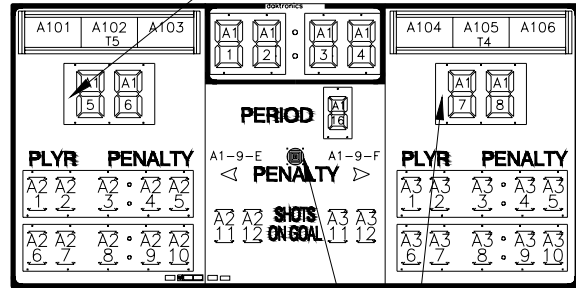 daktronics
A101 A102 A103
T5
A1 A1 A1 A1
1 2 3 4
A104 A105 A106
T4
A1 A1
5 6
A1 A1
7 8
PERIOD A1
16
A1-9-E A1-9-F
PENALTY
PLYR PENALTY
A2 A2 A2 A2 A2
1 2 3 4 5
A2 A2 A2 A2 A2
6 7 8 9 10
A2 A2 SHOTS A3 A3
11 12 ON GOAL 11 12
PLYR PENALTY
A3 A3 A3 A3 A3
1 2 3 4 5
A3 A3 A3 A3 A3
6 7 8 9 10